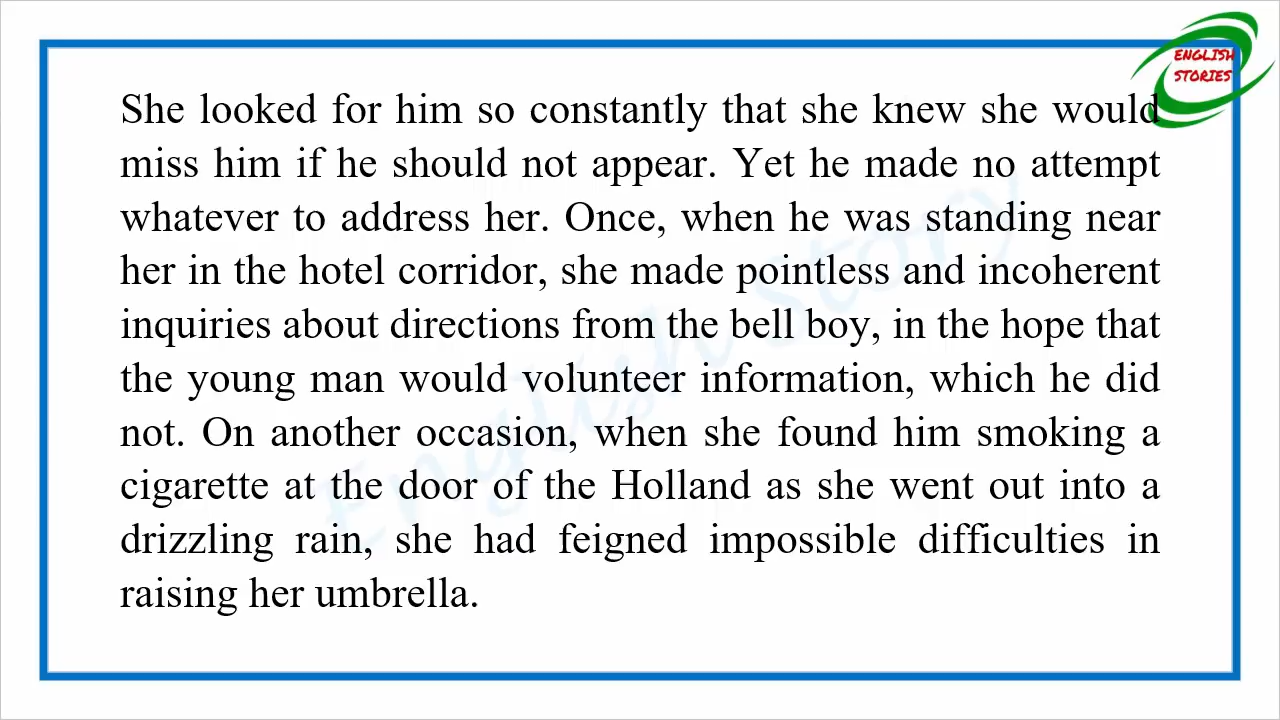 ENGLISH
STORIES
She looked for him so constantly that she knew she would
miss him if he should not appear. Yet he made no attempt
whatever to address her. Once, when he was standing near
her in the hotel corridor, she made pointless and incoherent
inquiries about directions from the bell boy, in the hope that
the young man would volunteer information, which he did
not. On another occasion, when she found him smoking a
cigarette at the door of the Holland as she went out into a
drizzling rain, she had feigned impossible difficulties in
raising her umbrella.
English Story